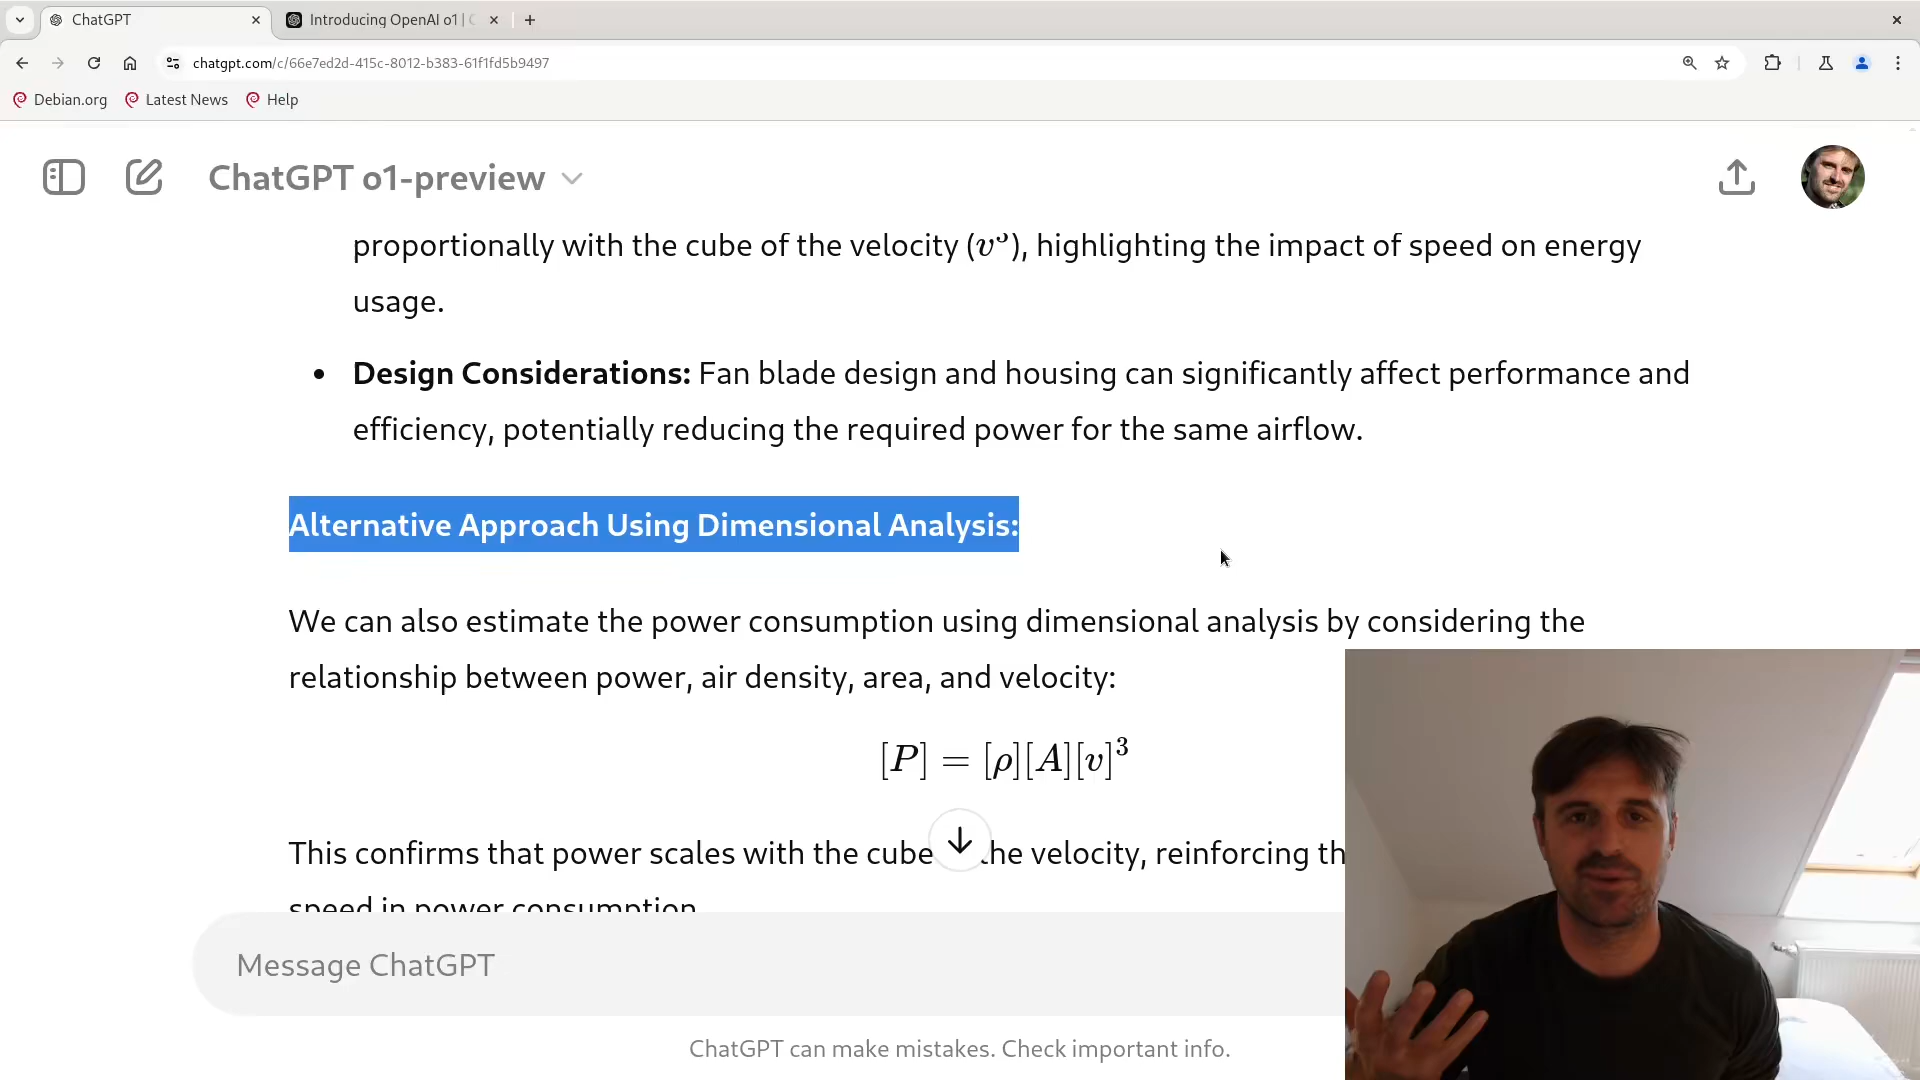 ChatGPT
Introducing OpenAI o1 |
chatgpt.com/c/66e7ed2d-415c-8012-b383-61f1fd5b9497
Debian.org Latest News Help
ChatGPT o1-preview
proportionally with the cube of the velocity (v³), highlighting the impact of speed on energy
usage.
• Design Considerations: Fan blade design and housing can significantly affect performance and
efficiency, potentially reducing the required power for the same airflow.
Alternative Approach Using Dimensional Analysis:
We can also estimate the power consumption using dimensional analysis by considering the
relationship between power, air density, area, and velocity:
[P] = [ρ][A][v]³
This confirms that power scales with the cube the velocity, reinforcing
speed in power consumption
Message ChatGPT
ChatGPT can make mistakes. Check important info.